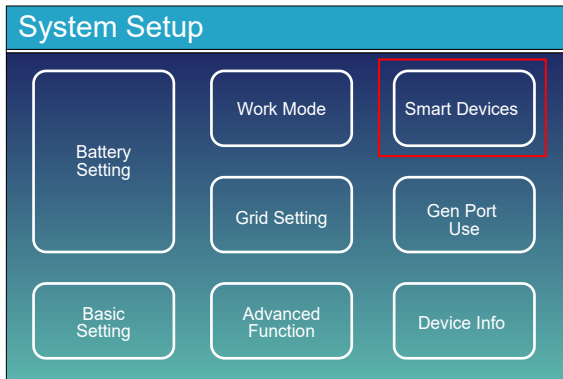 System Setup
Battery
Setting
Work Mode
Smart Devices
Grid Setting
Gen Port
Use
Basic
Setting
Advanced
Function
Device Info